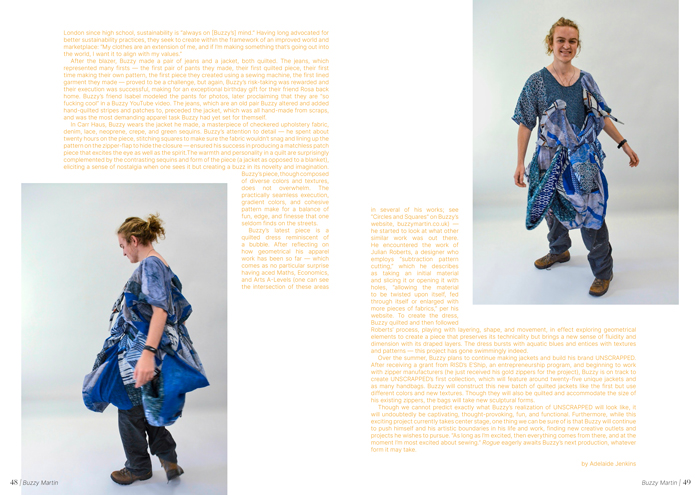 London since high school, sustainability is "always on [Buzzy's] mind." Having long advocated for
better sustainability practices, they seek to create within the framework of an improved world and
marketplace. "My clothes are an extension of me, and if I'm making something that's going out into
the world, I want it to align with my values."
After the blazer, Buzzy made a pair of jeans and a jacket, both quilted. The jeans, which
represented many firsts — the first pair of pants they made, their first quilted piece, their first
time making their own pattern, the first piece they created using a sewing machine, the first lined
garment they made — proved to be a challenge, but again, Buzzy's risk-taking was rewarded and
their execution was successful, making for an exceptional birthday gift for their friend Rosa back
home. Buzzy's friend Isabel modeled the pants for photos, later proclaiming that they are "so
fucking cool" in a Buzzy YouTube video. The jeans, which are an old pair Buzzy altered and added
hand-quilted stripes and patches to, preceded the jacket, which was all hand-made from scraps,
and was the most demanding apparel task Buzzy had yet set for themself.
In Carr Haus, Buzzy wears the jacket he made, a masterpiece of checkered upholstery fabric,
denim, lace, neoprene, crepe, and green sequins. Buzzy's attention to detail — he spent about
twenty hours on the piece, stitching squares to make sure the fabric wouldn't snag and lining up the
pattern on the zipper-flap to hide the closure — ensured his success in producing a matchless patch
piece that excites the eye as well as the spirit. The warmth and personality in a quilt are surprisingly
complemented by the contrasting sequins and form of the piece (a jacket as opposed to a blanket),
eliciting a sense of nostalgia when one sees it but creating a buzz in its novelty and imagination.
Buzzy's piece, though composed
of diverse colors and textures,
does not overwhelm. The
practically seamless execution,
gradient colors, and cohesive
pattern make for a balance of
fun, edge, and finesse that one
seldom finds on the streets.
Buzzy's latest piece is a
quilted dress reminiscent of
a bubble. After reflecting on
how geometrical his apparel
work has been so far — which
comes as no particular surprise
having aced Maths, Economics,
and Arts A-Levels (one can see
the intersection of these areas
in several of his works, see
"Circles and Squares" on Buzzy's
website, buzzymartin.co.uk) —
he started to look at what other
similar work was out there.
He encountered the work of
Julian Roberts, a designer who
employs "subtraction pattern
cutting," which he describes
as taking an initial material
and slicing it or opening it with
holes, "allowing the material
to be twisted upon itself, fed
through itself or enlarged with
more pieces of fabrics," per his
website. To create the dress,
Buzzy quilted and then followed
Roberts' process, playing with layering, shape, and movement, in effect exploring geometrical
elements to create a piece that preserves its technicality but brings a new sense of fluidity and
dimension with its draped layers. The dress bursts with aquatic blues and entices with textures
and patterns — this project has gone swimmingly indeed.
Over the summer, Buzzy plans to continue making jackets and build his brand UNSCRAPPED.
After receiving a grant from RISD's E'Ship, an entrepreneurship program, and beginning to work
with zipper manufacturers (he just received his gold zippers for the project), Buzzy is on track to
create UNSCRAPPED's first collection, which will feature around twenty-five unique jackets and
as many handbags. Buzzy will construct this new batch of quilted jackets like the first but use
different colors and new textures. Though they will also be quilted and accommodate the size of
his existing zippers, the bags will take new sculptural forms.
Though we cannot predict exactly what Buzzy's realization of UNSCRAPPED will look like, it
will undoubtedly be captivating, thought-provoking, fun, and functional. Furthermore, while this
exciting project currently takes center stage, one thing we can be sure of is that Buzzy will continue
to push himself and his artistic boundaries in his life and work, finding new creative outlets and
projects he wishes to pursue. "As long as I'm excited, then everything comes from there, and at the
moment I'm most excited about sewing." Rogue eagerly awaits Buzzy's next production, whatever
form it may take.
by Adelaide Jenkins
48 | Buzzy Martin
Buzzy Martin | 49